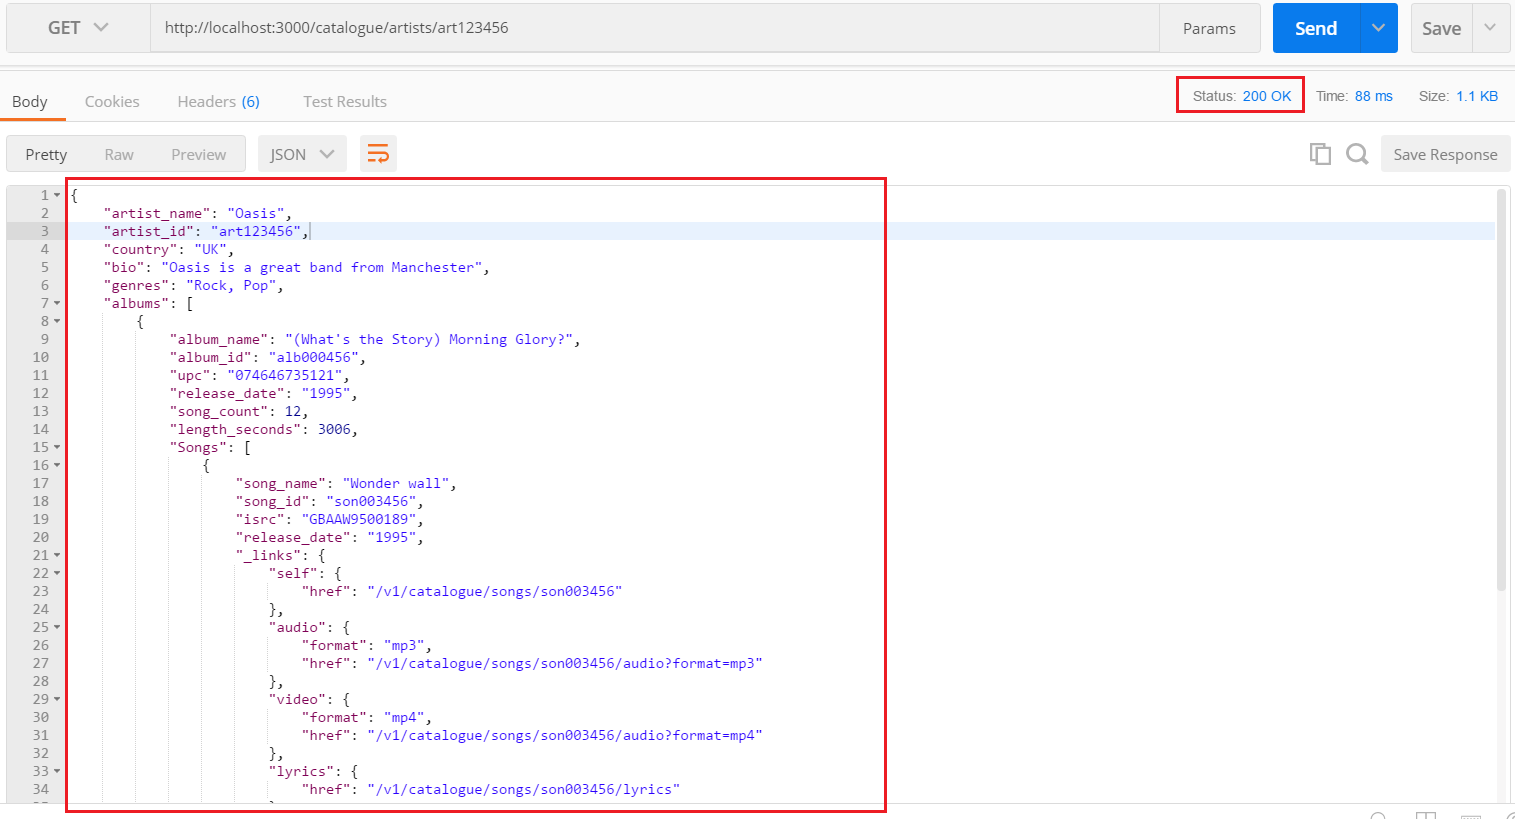 GET http://localhost:3000/catalogue/artists/art123456 Params Send Save
Body Cookies Headers (6) Test Results Status: 200 OK Time: 88 ms Size: 1.1 KB
Pretty Raw Preview JSON Save Response
1 {
2 "artist_name": "Oasis",
3 "artist_id": "art123456",
4 "country": "UK",
5 "bio": "Oasis is a great band from Manchester",
6 "genres": "Rock, Pop",
7 "albums": [
8 {
9 "album_name": "(What's the Story) Morning Glory?",
10 "album_id": "alb000456",
11 "upc": "074646735121",
12 "release_date": "1995",
13 "song_count": 12,
14 "length_seconds": 3006,
15 "Songs": [
16 {
17 "song_name": "Wonder wall",
18 "song_id": "son003456",
19 "isrc": "GBAAW9500189",
20 "release_date": "1995",
21 "_links": {
22 "self": {
23 "href": "/v1/catalogue/songs/son003456"
24 },
25 "audio": {
26 "format": "mp3",
27 "href": "/v1/catalogue/songs/son003456/audio?format=mp3"
28 },
29 "video": {
30 "format": "mp4",
31 "href": "/v1/catalogue/songs/son003456/audio?format=mp4"
32 },
33 "lyrics": {
34 "href": "/v1/catalogue/songs/son003456/lyrics"